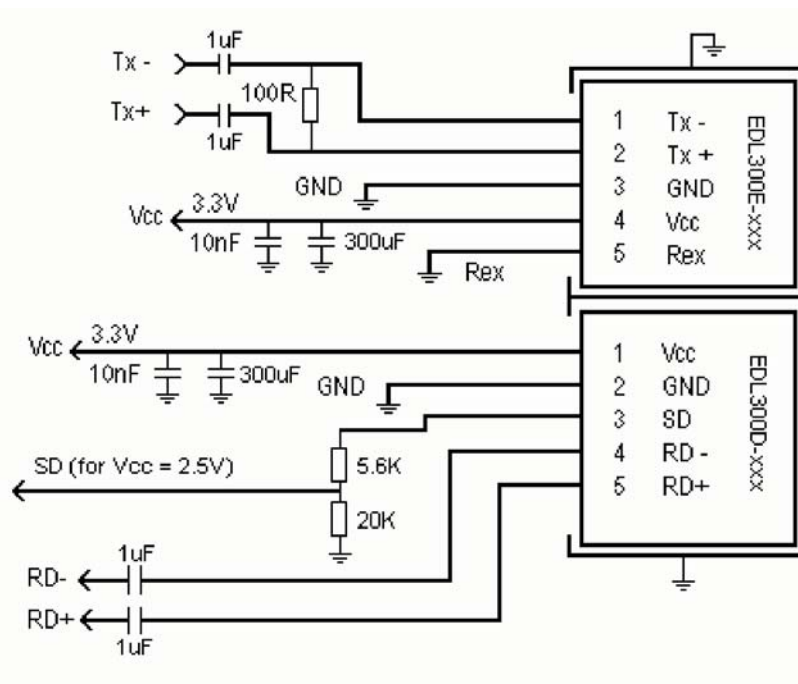 1uF
Tx -
100R
Tx+
1uF
GND
Vcc
3.3V
10nF
300uF
Rex
1 Tx -
2 Tx +
3 GND
4 Vcc
5 Rex
EDL300E-xxx
Vcc
3.3V
10nF
300uF
GND
SD (for Vcc = 2.5V)
5.6K
20K
1 Vcc
2 GND
3 SD
4 RD -
5 RD+
EDL300D-xxx
1uF
RD-
RD+
1uF